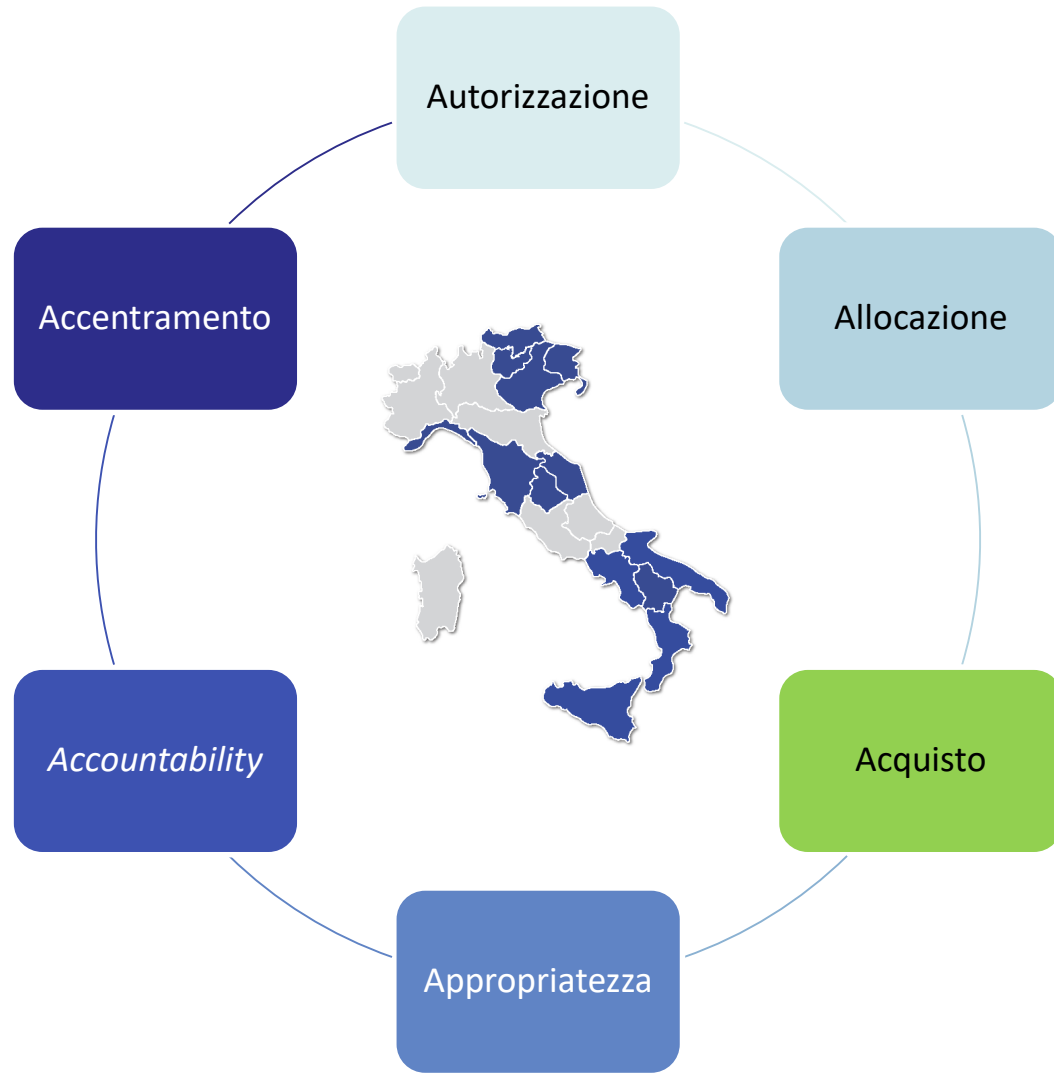 Autorizzazione
Accentramento
Allocazione
Accountability
Acquisto
Appropriatezza